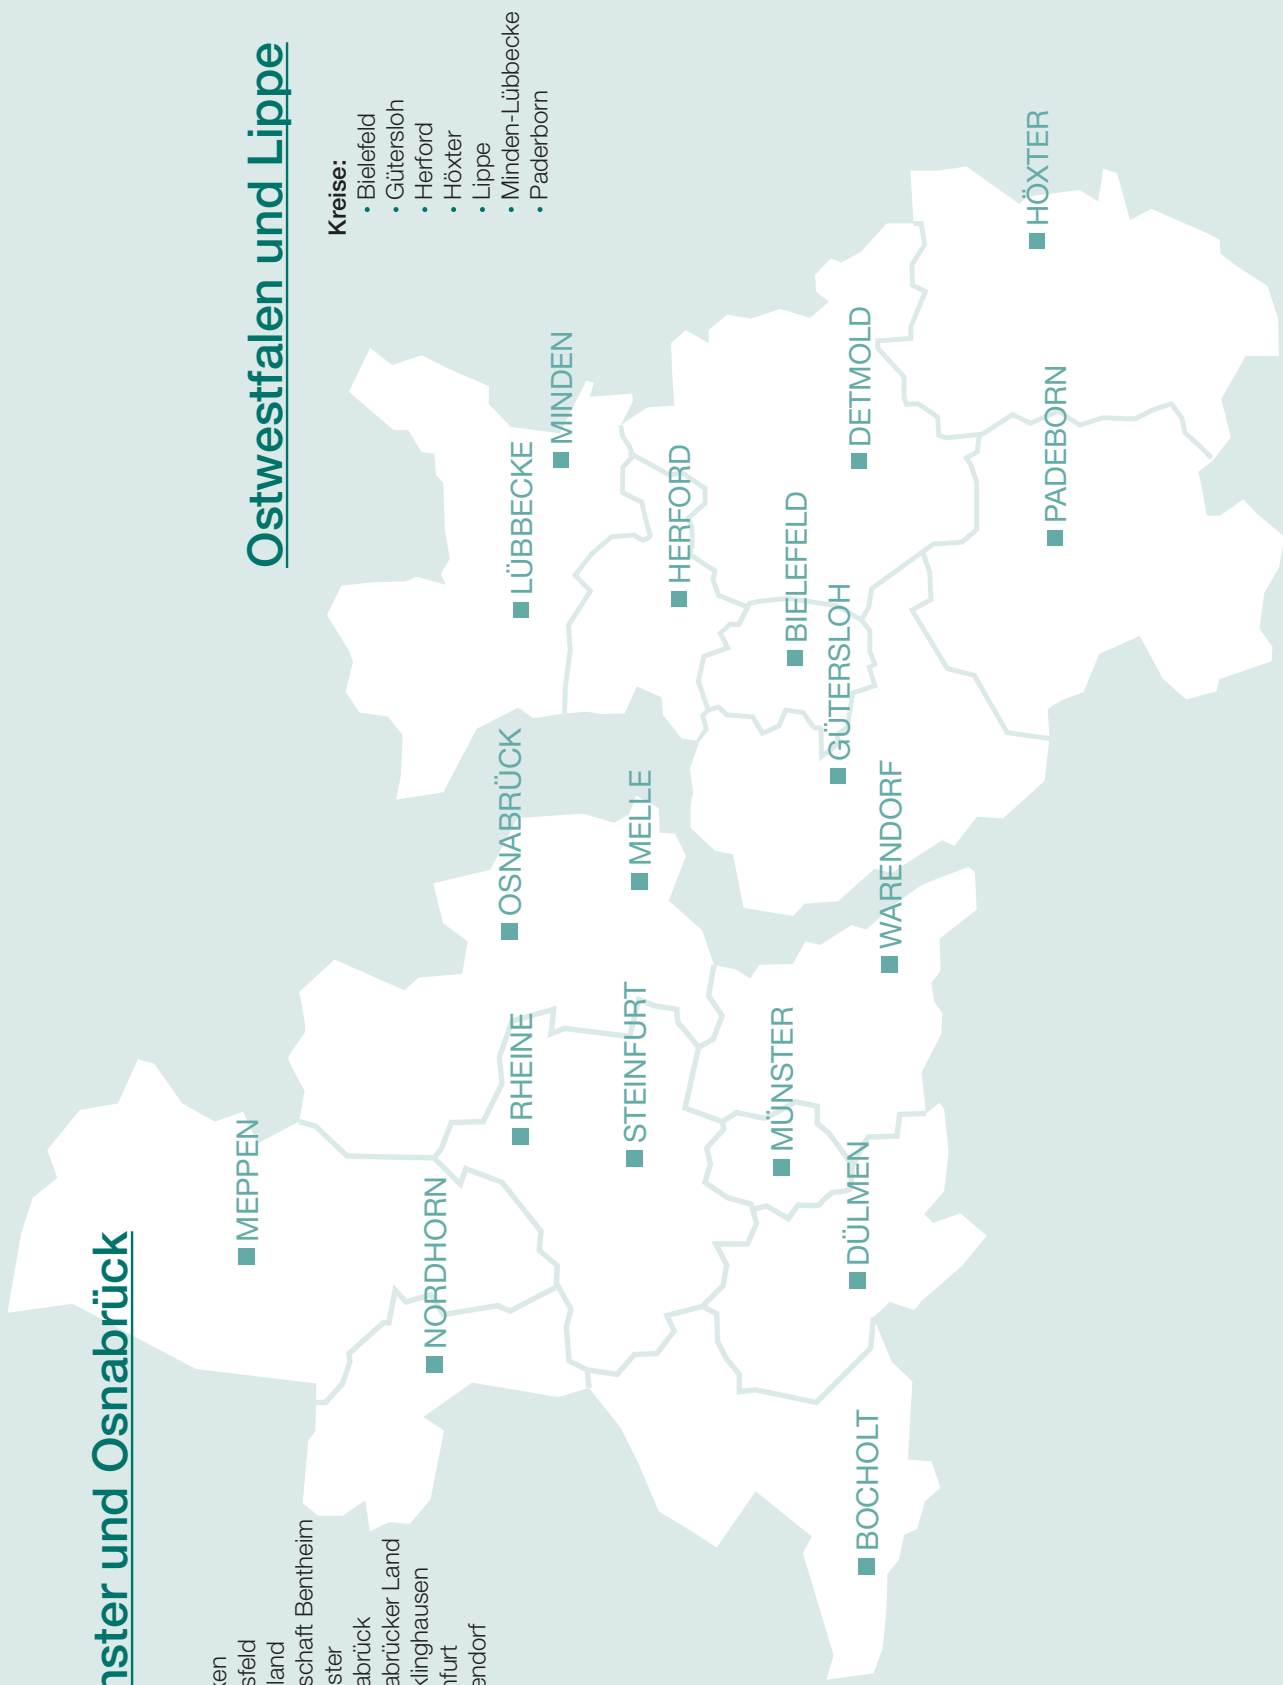 nster und Osnabrück
ken
sfeld
land
schaft Bentheim
ster
abrück
abrücker Land
klinghausen
nfurt
endorf
Ostwestfalen und Lippe
Kreise:
• Bielefeld
• Gütersloh
• Herford
• Höxter
• Lippe
• Minden-Lübbecke
• Paderborn
MEPPEN
NORDHORN
OSNABRÜCK
RHEINE
LÜBBECKE
MINDEN
STEINFURT
MELLE
HERFORD
MÜNSTER
BIELEFELD
GÜTERSLOH
DÜLMEN
DETMOLD
BOCHOLT
WARENDORF
HÖXTER
PADEBORN